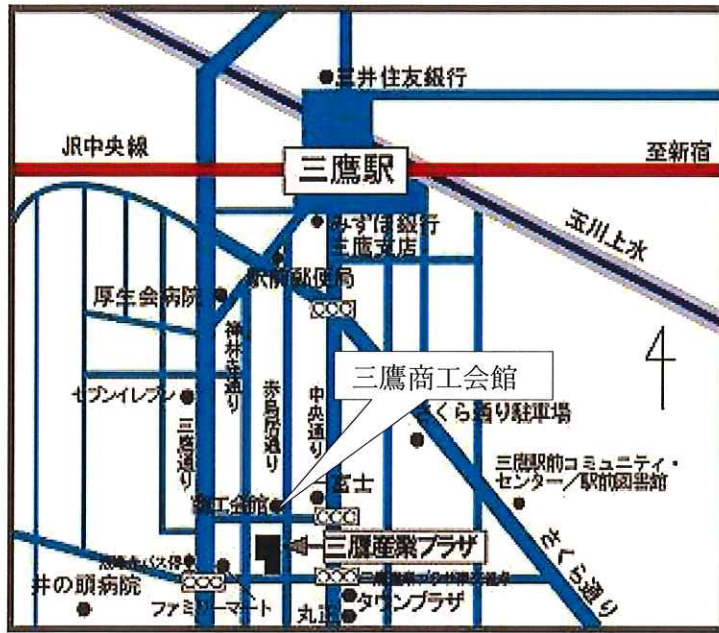 三井住友銀行
JR中央線
至新宿
三鷹駅
玉川上水
みずほ銀行
三鷹支店
駅前郵便局
厚生会病院
禅林寺通り
三鷹商工会館
セブンイレブン
三鷹通り
赤鳥居通り
中央通り
さくら通り駐車場
三鷹駅前コミュニティ・
センター／駅前図書館
一富士
商工会館
三鷹産業プラザ
さくら通り
井の頭病院
ファミリーマート
タウンプラザ
丸正